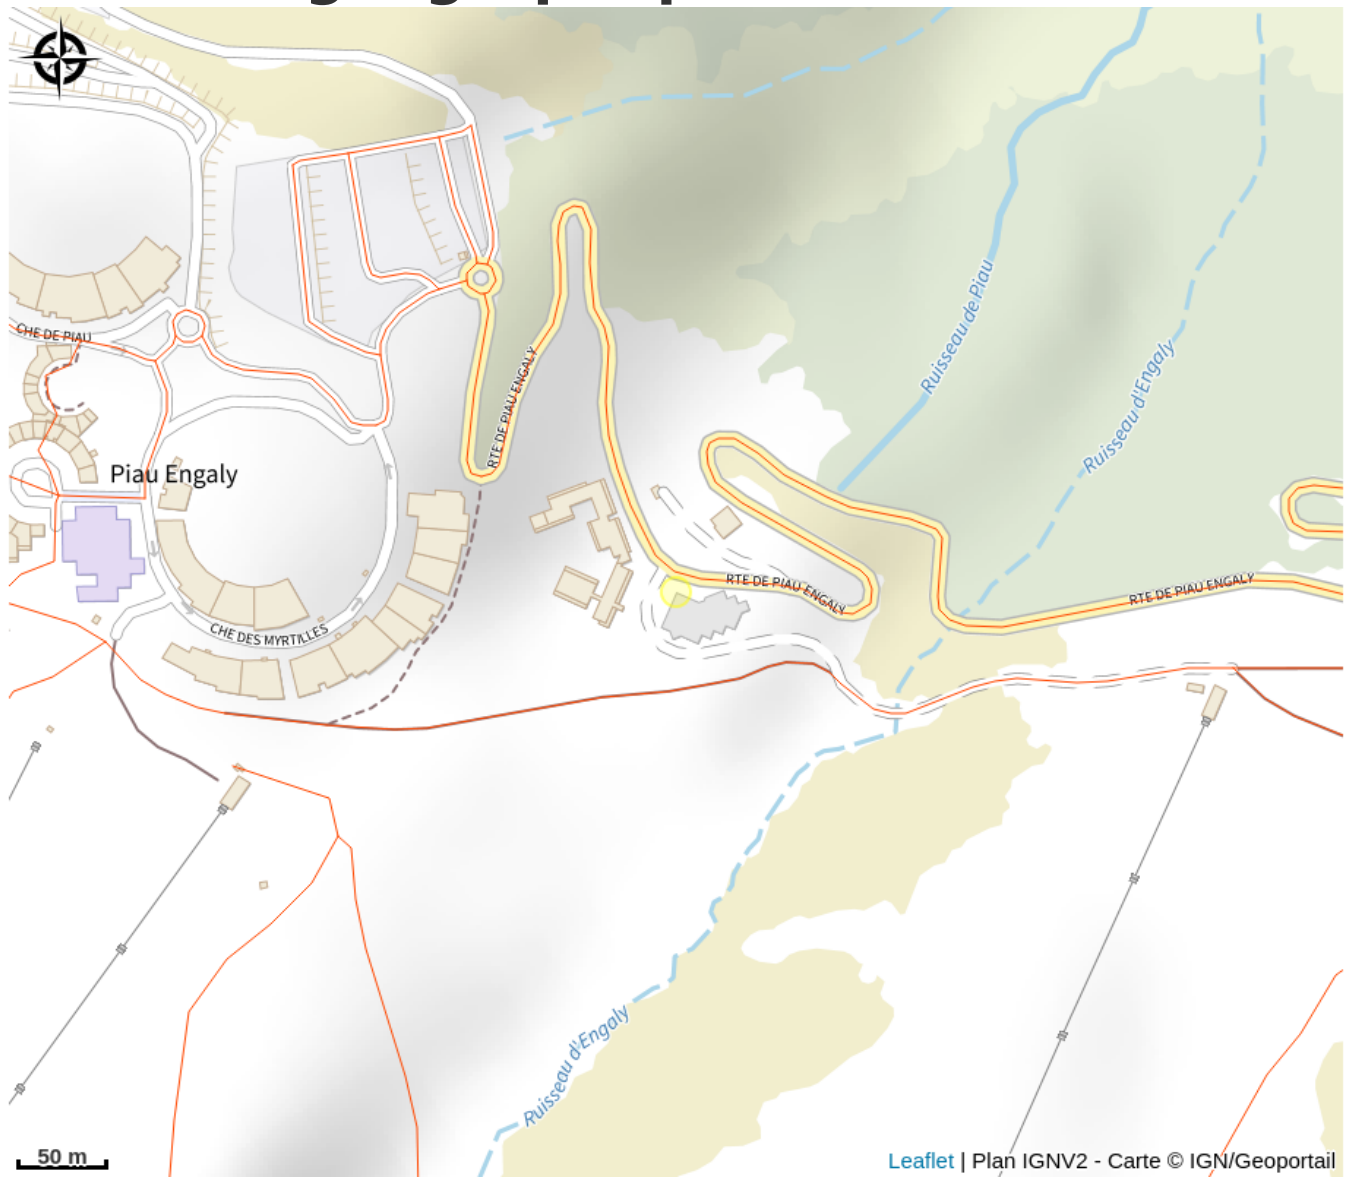 Ruisseau de Piau
CHE DE PIAU
RTE DE PIAU ENGALY
Ruisseau d'Engaly
Piau Engaly
RTE DE PIAU ENGALY
RTE DE PIAU ENGALY
CHE DES MYRTILLES
Ruisseau d'Engaly
50 m
Leaflet | Plan IGNV2 - Carte © IGN/Geoportail